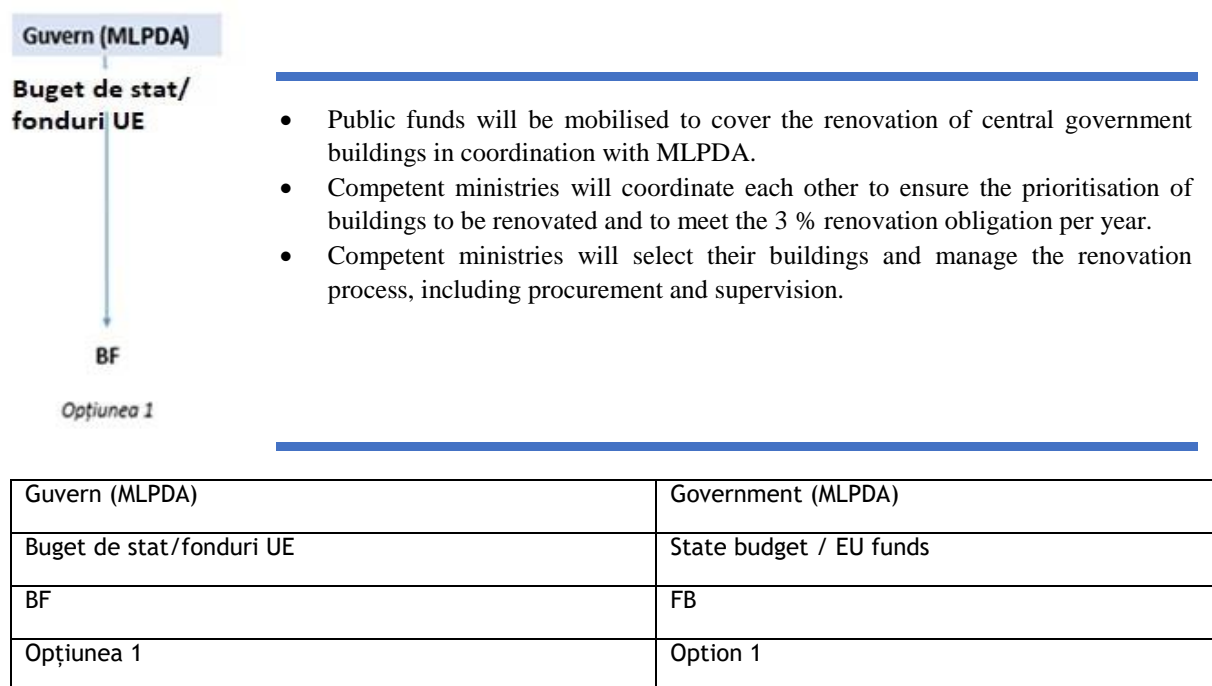 Guvern (MLPDA)
Buget de stat/
fonduri UE
BF
Opțiunea 1
• Public funds will be mobilised to cover the renovation of central government
buildings in coordination with MLPDA.
• Competent ministries will coordinate each other to ensure the prioritisation of
buildings to be renovated and to meet the 3 % renovation obligation per year.
• Competent ministries will select their buildings and manage the renovation
process, including procurement and supervision.
Guvern (MLPDA) Government (MLPDA)
Buget de stat/fonduri UE State budget / EU funds
BF FB
Opțiunea 1 Option 1